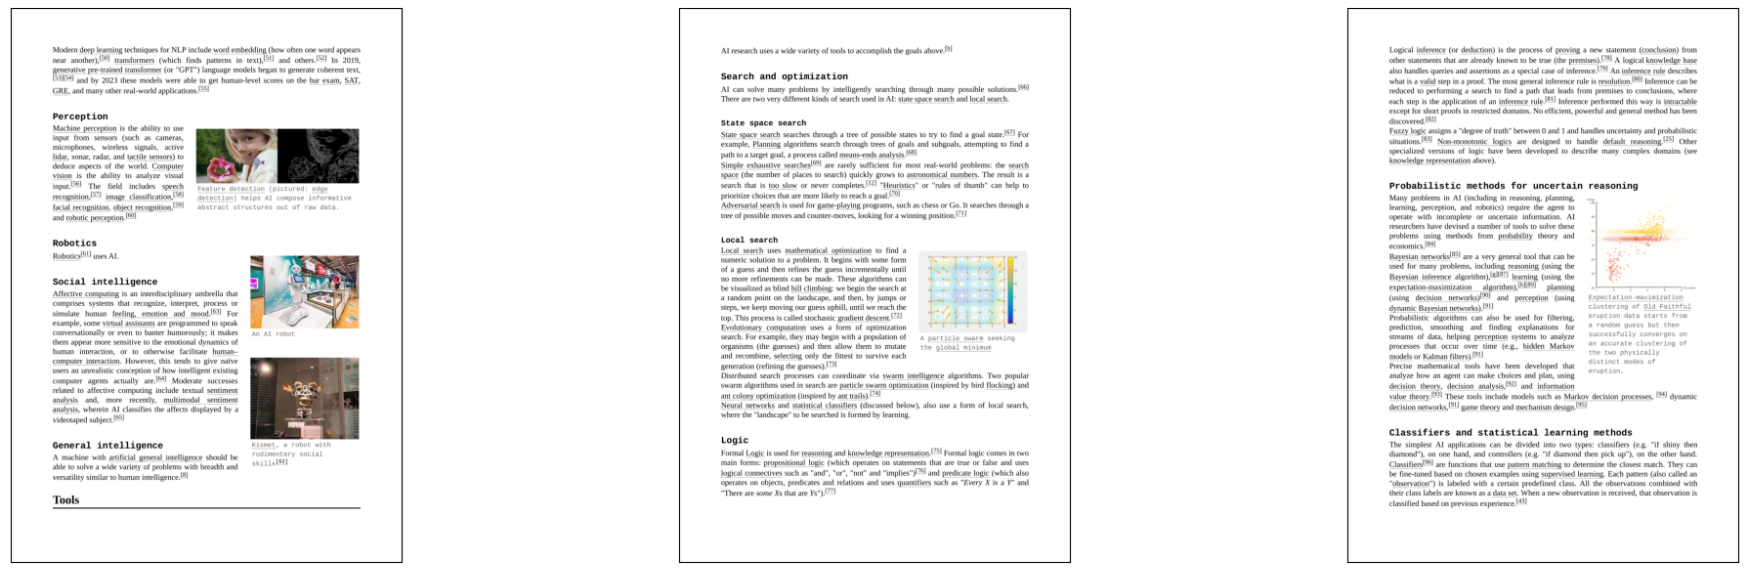 Modern deep learning techniques for NLP include word embedding (how often one word appears
near another),[50] transformers (which finds patterns in text),[51] and others.[52] In 2019,
generative pre-trained transformer (or "GPT") language models began to generate coherent text,
[53][54] and by 2023 these models were able to get human-level scores on the bar exam, SAT,
GRE, and many other real-world applications.[55]
Perception
Machine perception is the ability to use
input from sensors (such as cameras,
microphones, wireless signals, active
lidar, sonar, radar, and tactile sensors) to
deduce aspects of the world. Computer
vision is the ability to analyze visual
input.[56] The field includes speech
recognition,[57] image classification,[58]
facial recognition, object recognition,[59]
and robotic perception.[60]
Feature detection (pictured: edge
detection) helps AI compose informative
abstract structures out of raw data.
Robotics
Robotics[61] uses AI.
Social intelligence
Affective computing is an interdisciplinary umbrella that
comprises systems that recognize, interpret, process or
simulate human feeling, emotion and mood.[63] For
example, some virtual assistants are programmed to speak
conversationally or even to banter humorously; it makes
them appear more sensitive to the emotional dynamics of
human interaction, or to otherwise facilitate human–
computer interaction. However, this tends to give naïve
users an unrealistic conception of how intelligent existing
computer agents actually are.[64] Moderate successes
related to affective computing include textual sentiment
analysis and, more recently, multimodal sentiment
analysis, wherein AI classifies the affects displayed by a
videotaped subject.[65]
An AI robot
Kismet, a robot with
rudimentary social
skills[62]
General intelligence
A machine with artificial general intelligence should be
able to solve a wide variety of problems with breadth and
versatility similar to human intelligence.[8]
Tools
AI research uses a wide variety of tools to accomplish the goals above.[b]
Search and optimization
AI can solve many problems by intelligently searching through many possible solutions.[66]
There are two very different kinds of search used in AI: state space search and local search.
State space search
State space search searches through a tree of possible states to try to find a goal state.[67] For
example, Planning algorithms search through trees of goals and subgoals, attempting to find a
path to a target goal, a process called means-ends analysis.[68]
Simple exhaustive searches[69] are rarely sufficient for most real-world problems: the search
space (the number of places to search) quickly grows to astronomical numbers. The result is a
search that is too slow or never completes.[12] "Heuristics" or "rules of thumb" can help to
prioritize choices that are more likely to reach a goal.[70]
Adversarial search is used for game-playing programs, such as chess or Go. It searches through a
tree of possible moves and counter-moves, looking for a winning position.[71]
Local search
Local search uses mathematical optimization to find a
numeric solution to a problem. It begins with some form
of a guess and then refines the guess incrementally until
no more refinements can be made. These algorithms can
be visualized as blind hill climbing: we begin the search at
a random point on the landscape, and then, by jumps or
steps, we keep moving our guess uphill, until we reach the
top. This process is called stochastic gradient descent.[72]
Evolutionary computation uses a form of optimization
search. For example, they may begin with a population of
organisms (the guesses) and then allow them to mutate
and recombine, selecting only the fittest to survive each
generation (refining the guesses).[73]
A particle swarm seeking
the global minimum
Distributed search processes can coordinate via swarm intelligence algorithms. Two popular
swarm algorithms used in search are particle swarm optimization (inspired by bird flocking) and
ant colony optimization (inspired by ant trails).[74]
Neural networks and statistical classifiers (discussed below), also use a form of local search,
where the "landscape" to be searched is formed by learning.
Logic
Formal Logic is used for reasoning and knowledge representation.[75] Formal logic comes in two
main forms: propositional logic (which operates on statements that are true or false and uses
logical connectives such as "and", "or", "not" and "implies")[76] and predicate logic (which also
operates on objects, predicates and relations and uses quantifiers such as "Every X is a Y" and
"There are some Xs that are Ys").[77]
Logical inference (or deduction) is the process of proving a new statement (conclusion) from
other statements that are already known to be true (the premises).[78] A logical knowledge base
also handles queries and assertions as a special case of inference.[79] An inference rule describes
what is a valid step in a proof. The most general inference rule is resolution.[80] Inference can be
reduced to performing a search to find a path that leads from premises to conclusions, where
each step is the application of an inference rule.[81] Inference performed this way is intractable
except for short proofs in restricted domains. No efficient, powerful and general method has been
discovered.[82]
Fuzzy logic assigns a "degree of truth" between 0 and 1 and handles uncertainty and probabilistic
situations.[83] Non-monotonic logics are designed to handle default reasoning.[25] Other
specialized versions of logic have been developed to describe many complex domains (see
knowledge representation above).
Probabilistic methods for uncertain reasoning
Many problems in AI (including in reasoning, planning,
learning, perception, and robotics) require the agent to
operate with incomplete or uncertain information. AI
researchers have devised a number of tools to solve these
problems using methods from probability theory and
economics.[84]
Bayesian networks[85] are a very general tool that can be
used for many problems, including reasoning (using the
Bayesian inference algorithm),[g][87] learning (using the
expectation-maximization algorithm),[h][89] planning
(using decision networks)[90] and perception (using
dynamic Bayesian networks).[91]
Probabilistic algorithms can also be used for filtering,
prediction, smoothing and finding explanations for
streams of data, helping perception systems to analyze
processes that occur over time (e.g., hidden Markov
models or Kalman filters).[91]
Expectation-maximization
clustering of Old Faithful
eruption data starts from
a random guess but then
successfully converges on
an accurate clustering of
the two physically
distinct modes of
eruption.
Precise mathematical tools have been developed that
analyze how an agent can make choices and plan, using
decision theory, decision analysis,[92] and information
value theory.[93] These tools include models such as Markov decision processes, [94] dynamic
decision networks,[91] game theory and mechanism design.[95]
Classifiers and statistical learning methods
The simplest AI applications can be divided into two types: classifiers (e.g. "if shiny then
diamond"), on one hand, and controllers (e.g. "if diamond then pick up"), on the other hand.
Classifiers[96] are functions that use pattern matching to determine the closest match. They can
be fine-tuned based on chosen examples using supervised learning. Each pattern (also called an
"observation") is labeled with a certain predefined class. All the observations combined with
their class labels are known as a data set. When a new observation is received, that observation is
classified based on previous experience.[43]